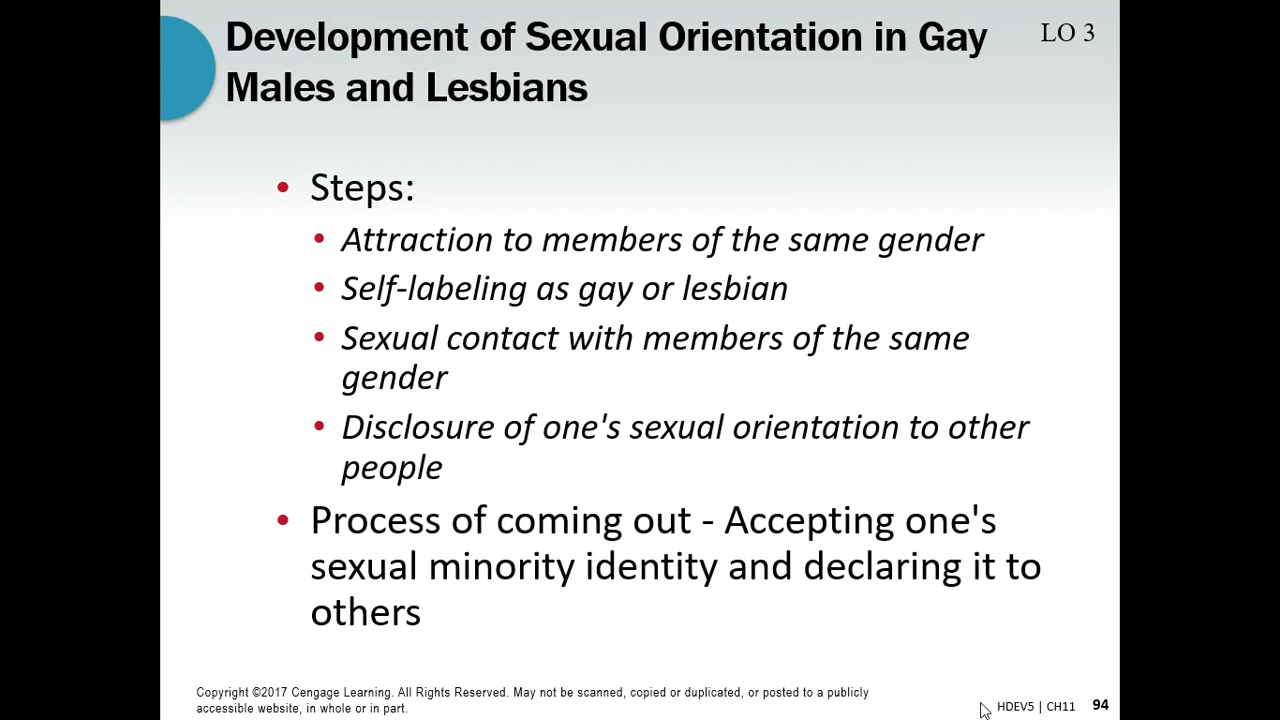 Development of Sexual Orientation in Gay
Males and Lesbians
LO 3
• Steps:
• Attraction to members of the same gender
• Self-labeling as gay or lesbian
• Sexual contact with members of the same
gender
• Disclosure of one's sexual orientation to other
people
• Process of coming out - Accepting one's
sexual minority identity and declaring it to
others
Copyright ©2017 Cengage Learning. All Rights Reserved. May not be scanned, copied or duplicated, or posted to a publicly
accessible website, in whole or in part.
HDEV5 | CH11 94